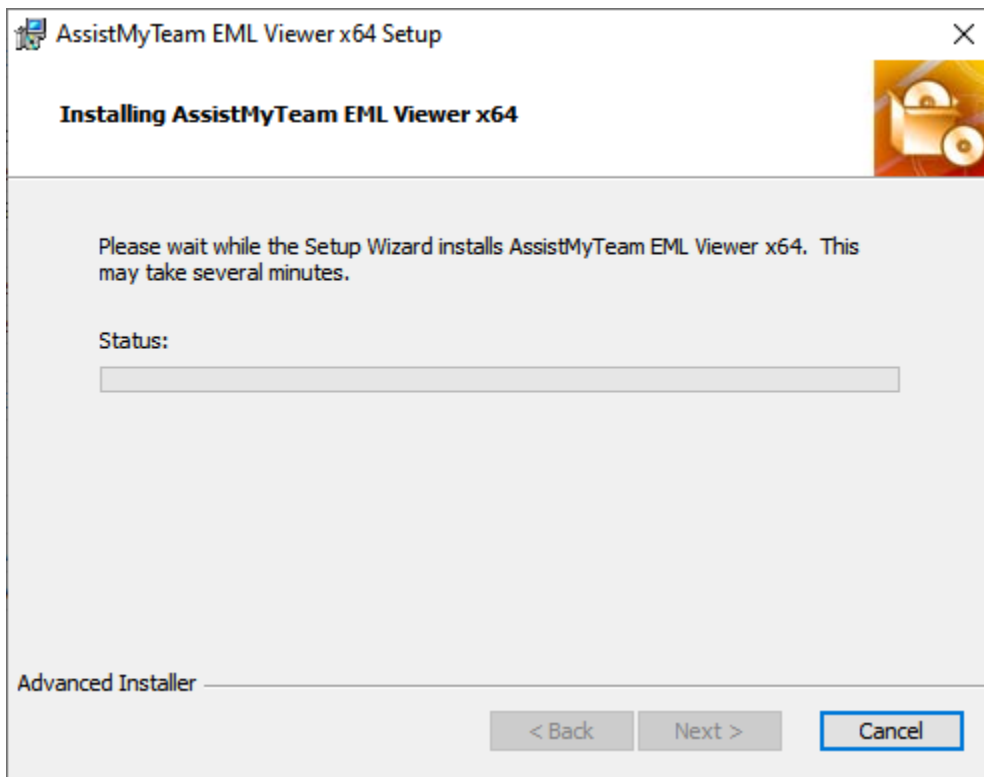 AssistMyTeam EML Viewer x64 Setup
Installing AssistMyTeam EML Viewer x64
Please wait while the Setup Wizard installs AssistMyTeam EML Viewer x64.  This
may take several minutes.
Status:
Advanced Installer
< Back
Next >
Cancel